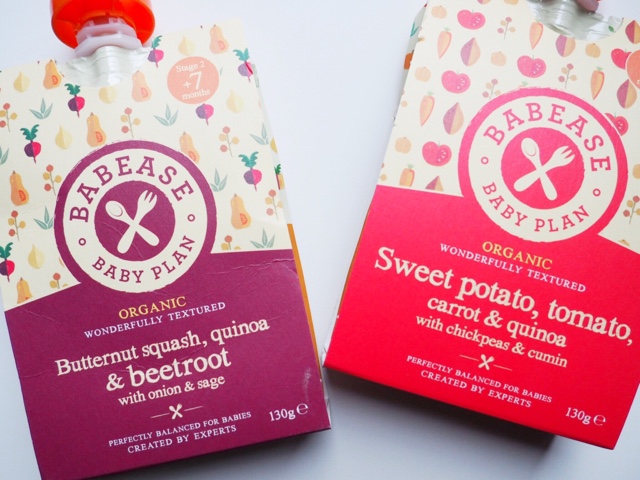 Stage 2
+7
months
BABEASE
BABY PLAN
ORGANIC
WONDERFULLY TEXTURED
Butternut squash, quinoa
& beetroot
with onion & sage
PERFECTLY BALANCED FOR BABIES
CREATED BY EXPERTS
130g e
BABEASE
BABY PLAN
ORGANIC
WONDERFULLY TEXTURED
Sweet potato, tomato,
carrot & quinoa
with chickpeas & cumin
PERFECTLY BALANCED FOR BABIES
CREATED BY EXPERTS
130g e